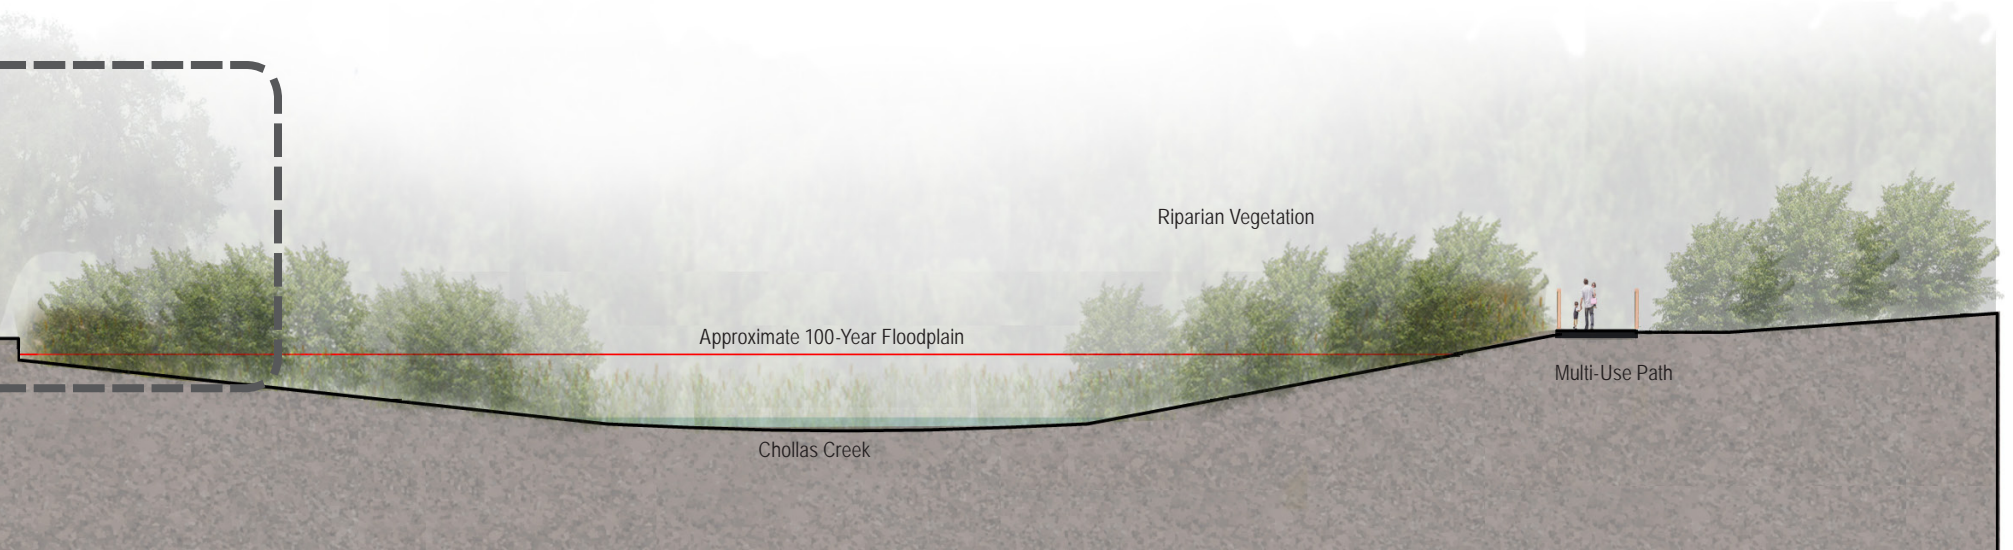 Riparian Vegetation
Approximate 100-Year Floodplain
Multi-Use Path
Chollas Creek